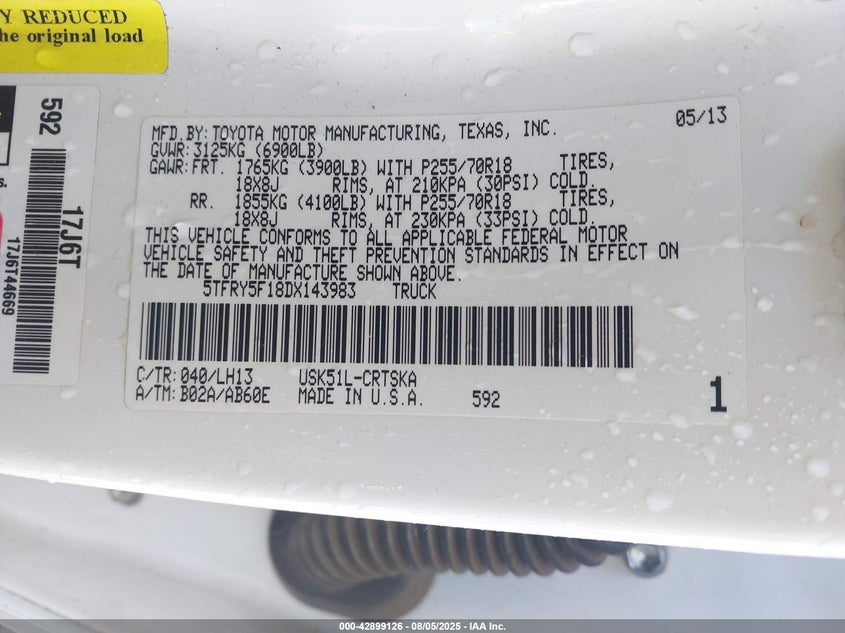 Y REDUCED
he original load
592
17J6T
17J6T44669
s.
05/13
MFD.BY:TOYOTA MOTOR MANUFACTURING, TEXAS, INC.
GVWR:3125KG (6900LB)
GAWR:FRT. 1765KG (3900LB) WITH P255/70R18 TIRES,
18X8J RIMS, AT 210KPA (30PSI) COLD.
RR. 1855KG (4100LB) WITH P255/70R18 TIRES,
18X8J RIMS, AT 230KPA (33PSI) COLD.
THIS VEHICLE CONFORMS TO ALL APPLICABLE FEDERAL MOTOR
VEHICLE SAFETY AND THEFT PREVENTION STANDARDS IN EFFECT ON
THE DATE OF MANUFACTURE SHOWN ABOVE.
5TFRY5F18DX143983 TRUCK
C/TR:040/LH13 USK51L-CRTSKA
A/TM:B02A/AB60E MADE IN U.S.A. 592 1
000-42899126 - 08/05/2025 - IAA Inc.